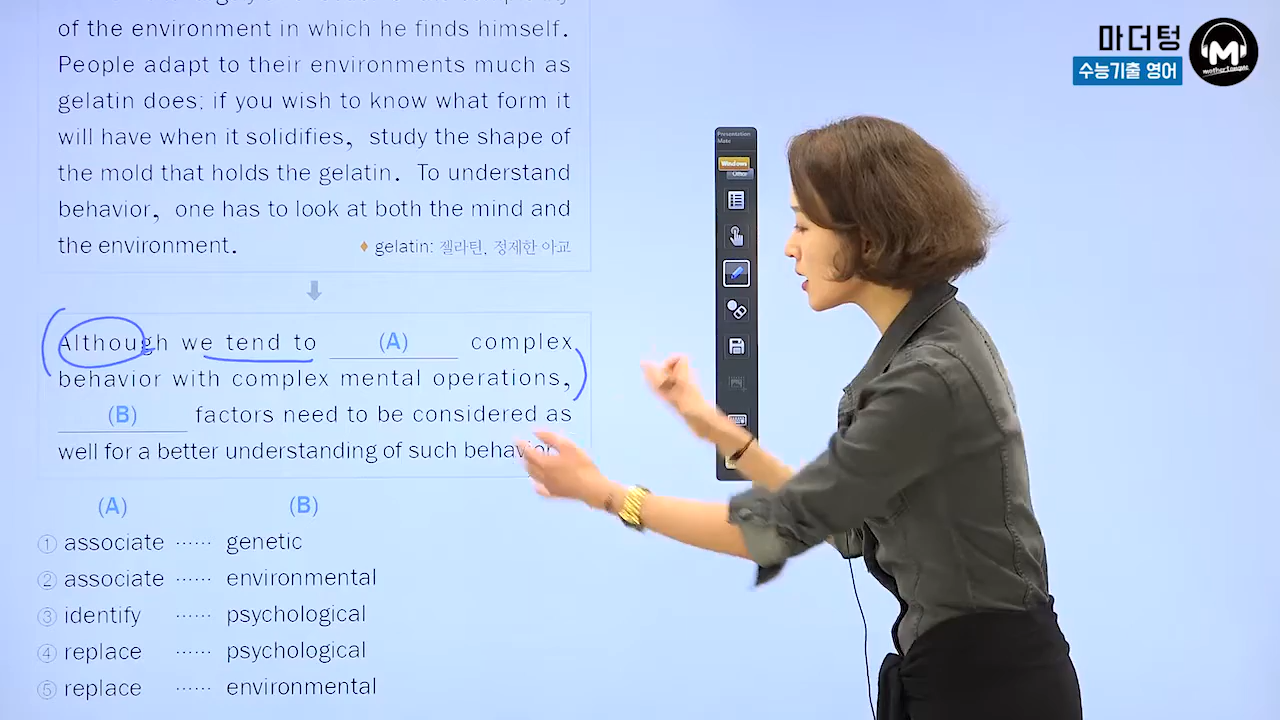 of the environment in which he finds himself.
People adapt to their environments much as
gelatin does: if you wish to know what form it
will have when it solidifies, study the shape of
the mold that holds the gelatin. To understand
behavior, one has to look at both the mind and
the environment.
♦ gelatin: 젤라틴, 정제한 아교
Although we tend to (A) complex
behavior with complex mental operations,
(B) factors need to be considered as
well for a better understanding of such behavior
(A) (B)
① associate ...... genetic
② associate ...... environmental
③ identify ...... psychological
④ replace ...... psychological
⑤ replace ...... environmental
마더텅
수능기출 영어
M
mothertongue
Presentation
Mate
Windows
Office